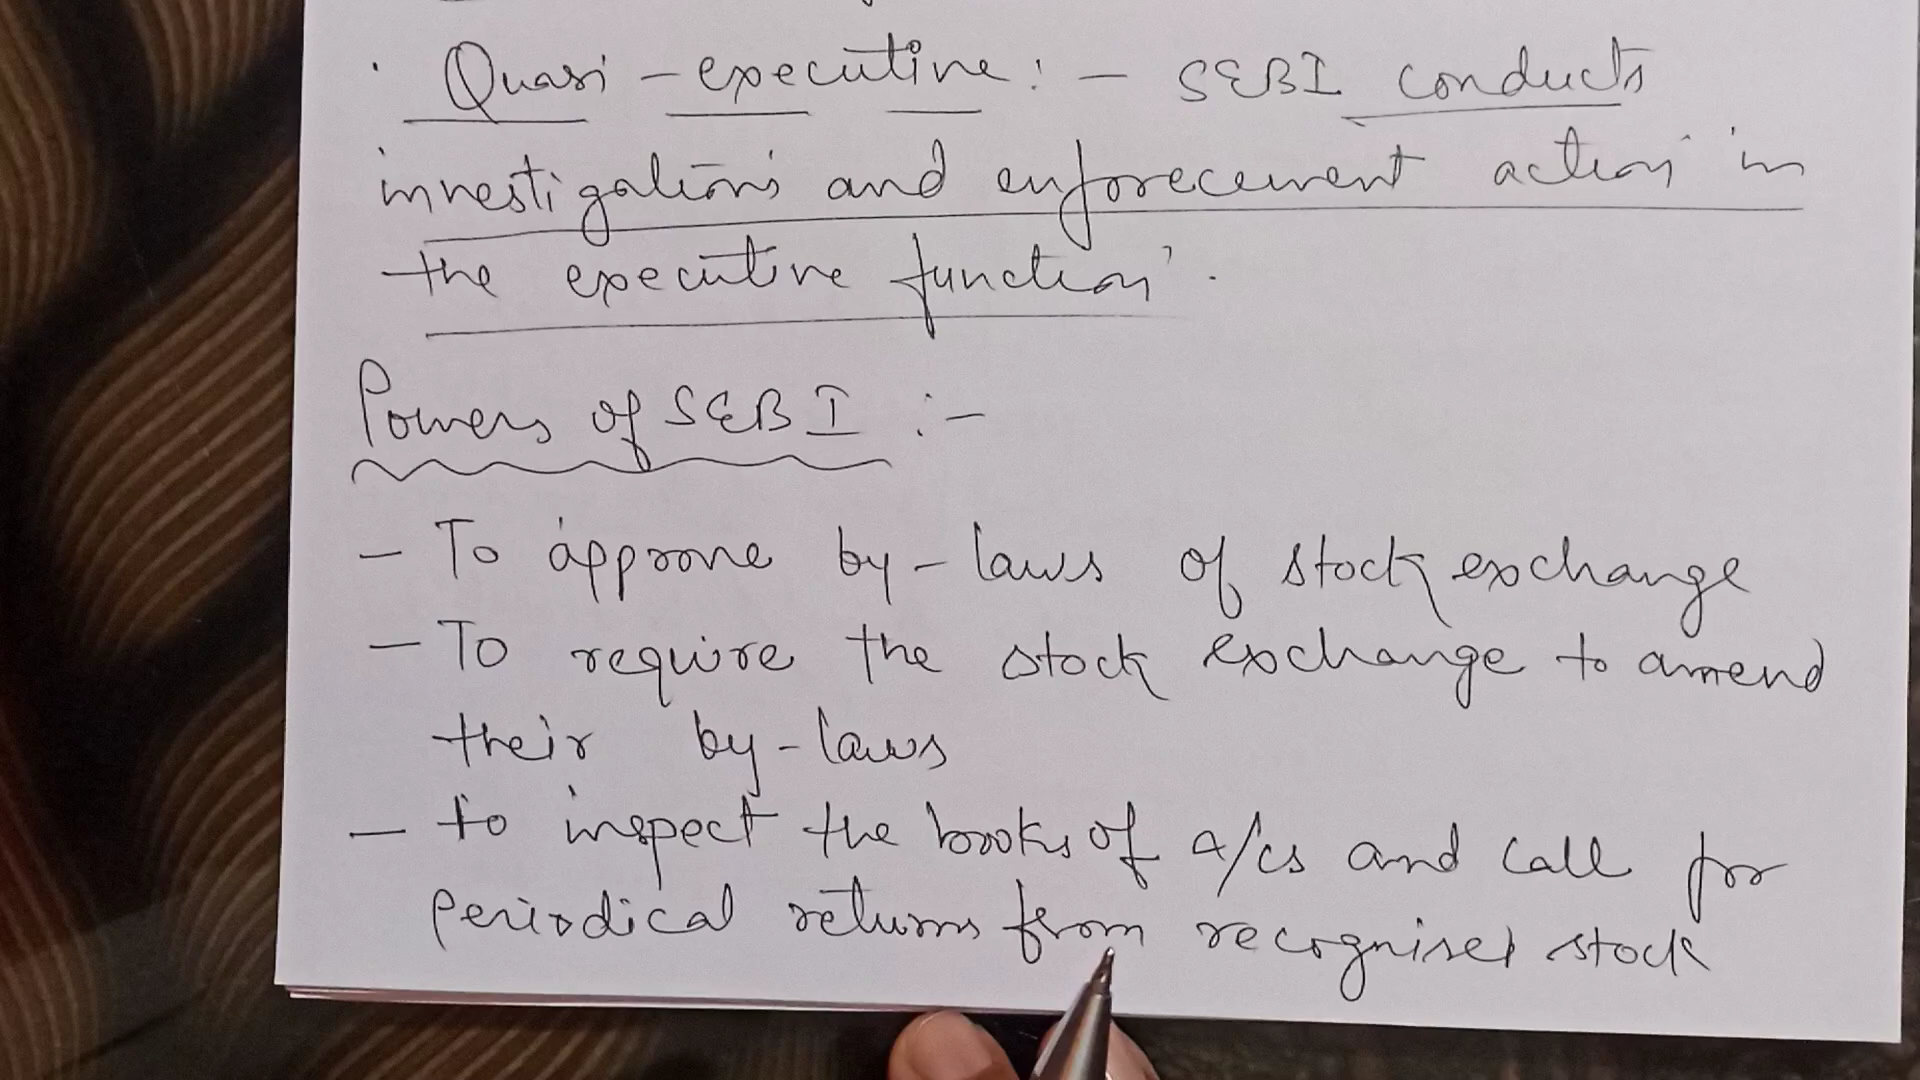 · Quasi - executive : - SEBI conducts
investigations and enforecement action in
the executive function .
Powers of SEBI :-
- To approve by-laws of stock exchange
- To require the stock exchange to amend
their by-laws
- to inspect the books of a/cs and call for
periodical returns from recognised stock